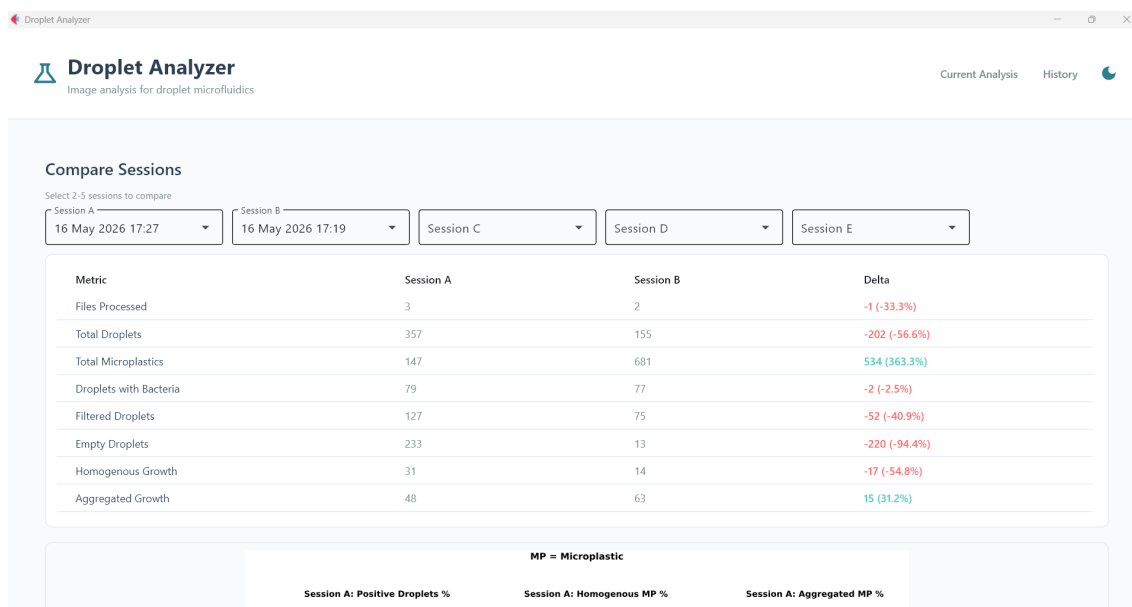 Droplet Analyzer
Droplet Analyzer
Image analysis for droplet microfluidics
Current Analysis History
Compare Sessions
Select 2-5 sessions to compare
Session A Session B
16 May 2026 17:27 16 May 2026 17:19 Session C Session D Session E
Metric Session A Session B Delta
Files Processed 3 2 -1 (-33.3%)
Total Droplets 357 155 -202 (-56.6%)
Total Microplastics 147 681 534 (363.3%)
Droplets with Bacteria 79 77 -2 (-2.5%)
Filtered Droplets 127 75 -52 (-40.9%)
Empty Droplets 233 13 -220 (-94.4%)
Homogenous Growth 31 14 -17 (-54.8%)
Aggregated Growth 48 63 15 (31.2%)
MP = Microplastic
Session A: Positive Droplets % Session A: Homogenous MP % Session A: Aggregated MP %